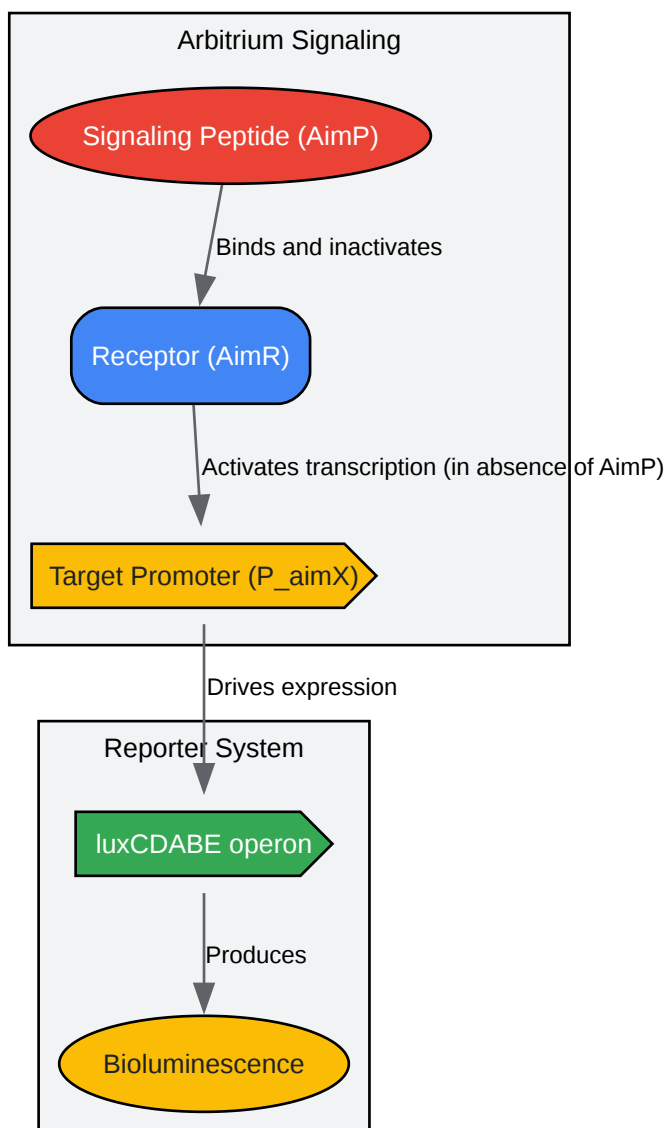 Arbitrium Signaling
Signaling Peptide (AimP)
Binds and inactivates
Receptor (AimR)
Activates transcription (in absence of AimP)
Target Promoter (P_aimX)
Drives expression
Reporter System
luxCDABE operon
Produces
Bioluminescence